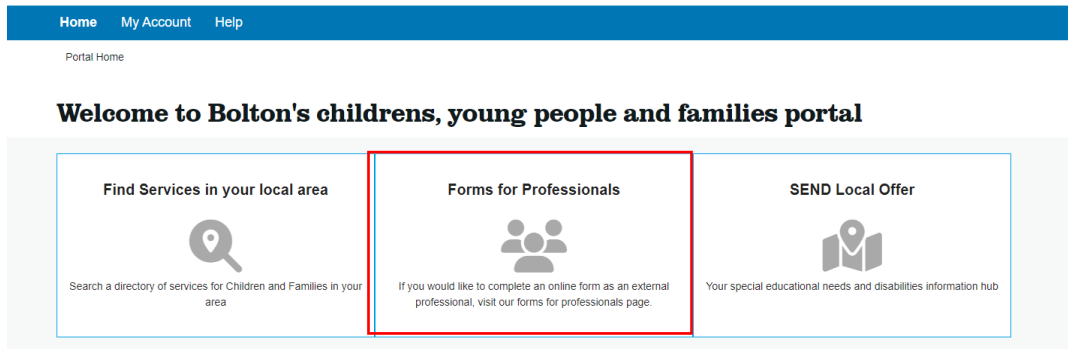 Home My Account Help
Portal Home
Welcome to Bolton's childrens, young people and families portal
Find Services in your local area
Search a directory of services for Children and Families in your
area
Forms for Professionals
If you would like to complete an online form as an external
professional, visit our forms for professionals page.
SEND Local Offer
Your special educational needs and disabilities information hub